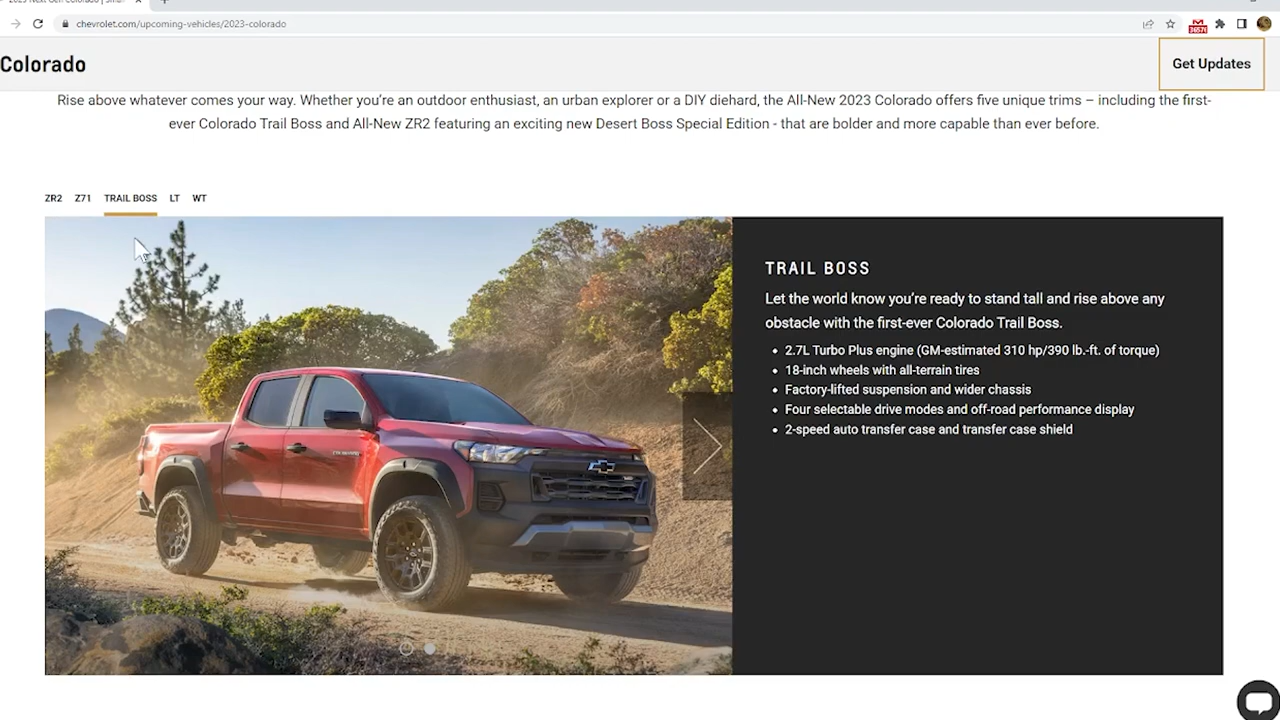 2023 Next Gen Colorado | Small
chevrolet.com/upcoming-vehicles/2023-colorado
36571
Colorado
Get Updates
Rise above whatever comes your way. Whether you're an outdoor enthusiast, an urban explorer or a DIY diehard, the All-New 2023 Colorado offers five unique trims – including the first-
ever Colorado Trail Boss and All-New ZR2 featuring an exciting new Desert Boss Special Edition - that are bolder and more capable than ever before.
ZR2 Z71 TRAIL BOSS LT WT
TRAIL BOSS
Let the world know you're ready to stand tall and rise above any
obstacle with the first-ever Colorado Trail Boss.
• 2.7L Turbo Plus engine (GM-estimated 310 hp/390 lb.-ft. of torque)
• 18-inch wheels with all-terrain tires
• Factory-lifted suspension and wider chassis
• Four selectable drive modes and off-road performance display
• 2-speed auto transfer case and transfer case shield